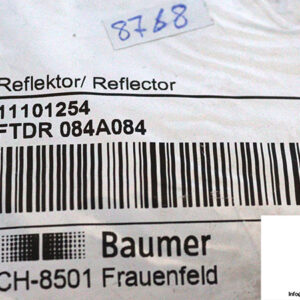 8768
Reflektor/ Reflector
11101254
FTDR 084A084
Baumer
CH-8501 Frauenfeld